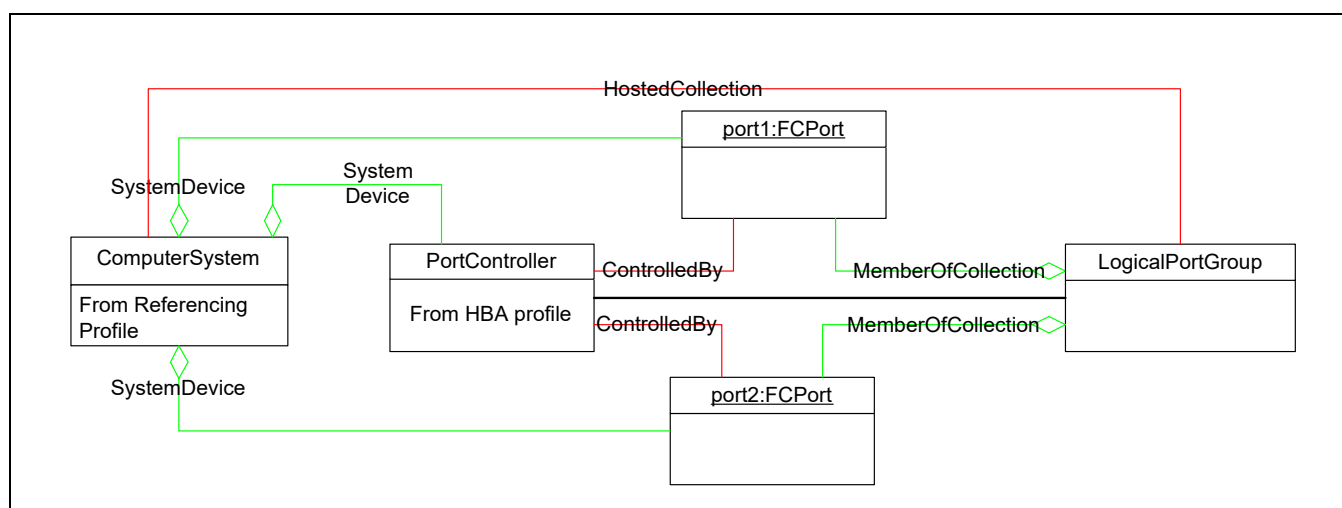 HostedCollection
port1:FCPort
System
Device
SystemDevice
ComputerSystem
From Referencing
Profile
PortController
From HBA profile
ControlledBy
MemberOfCollection
LogicalPortGroup
ControlledBy
MemberOfCollection
SystemDevice
port2:FCPort